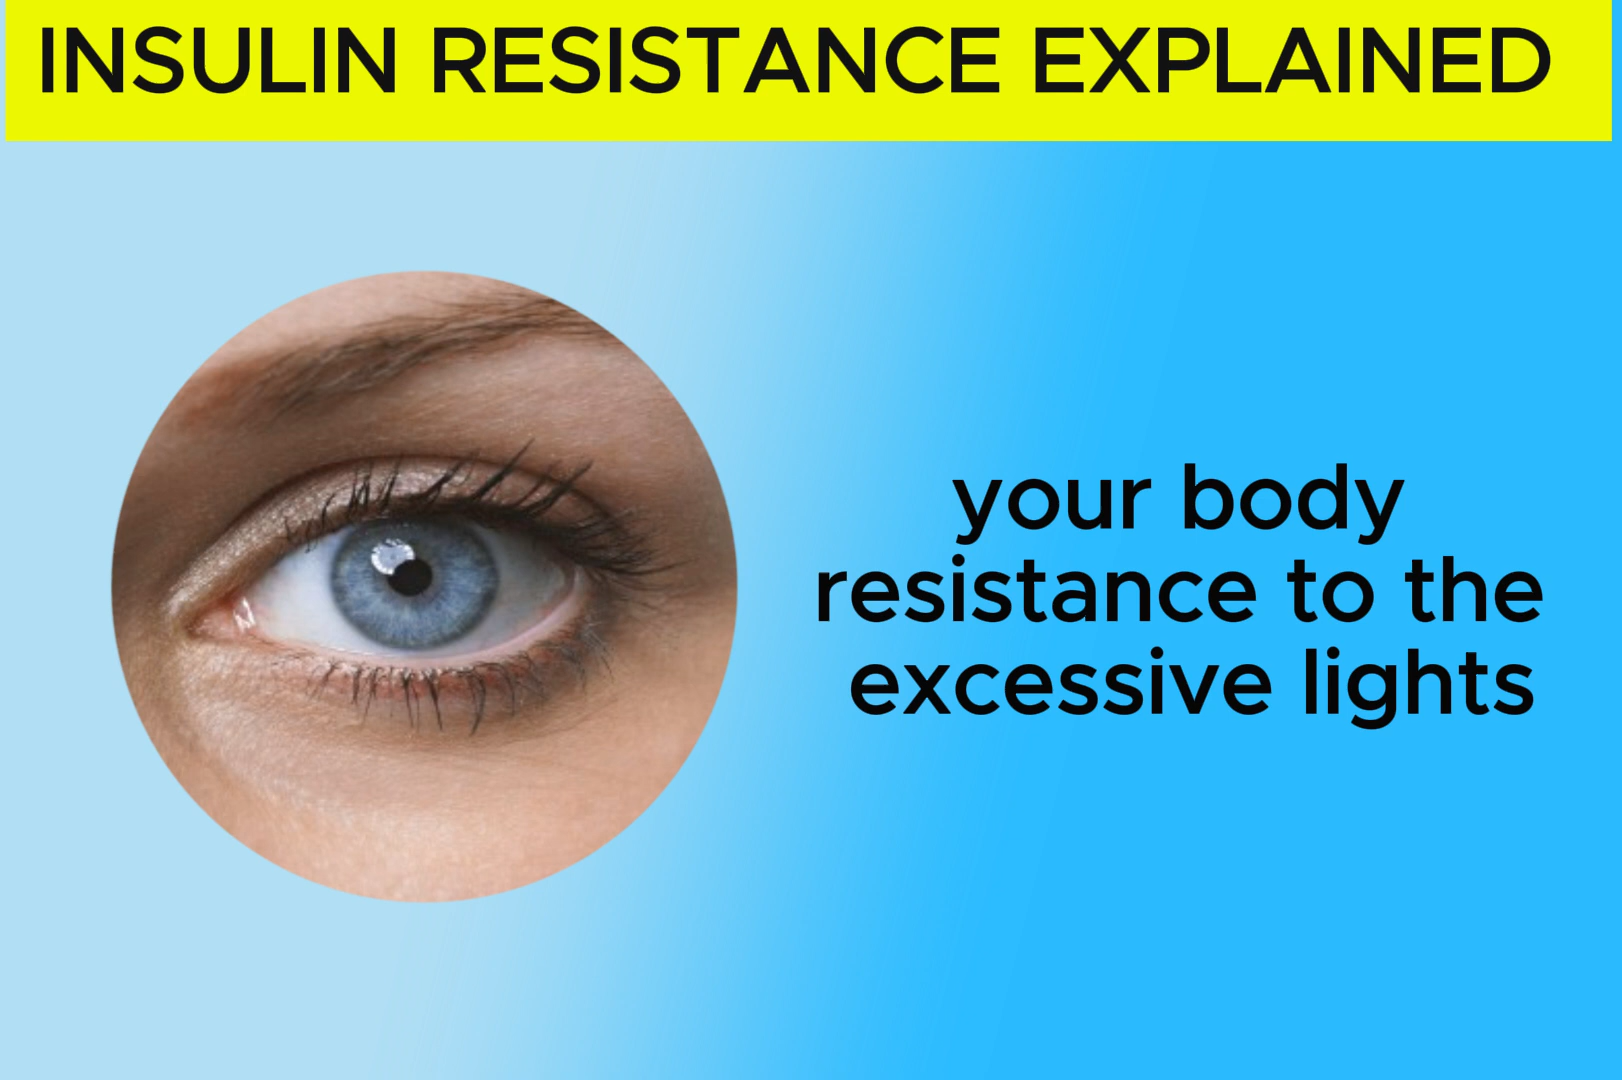 INSULIN RESISTANCE EXPLAINED
your body
resistance to the
excessive lights